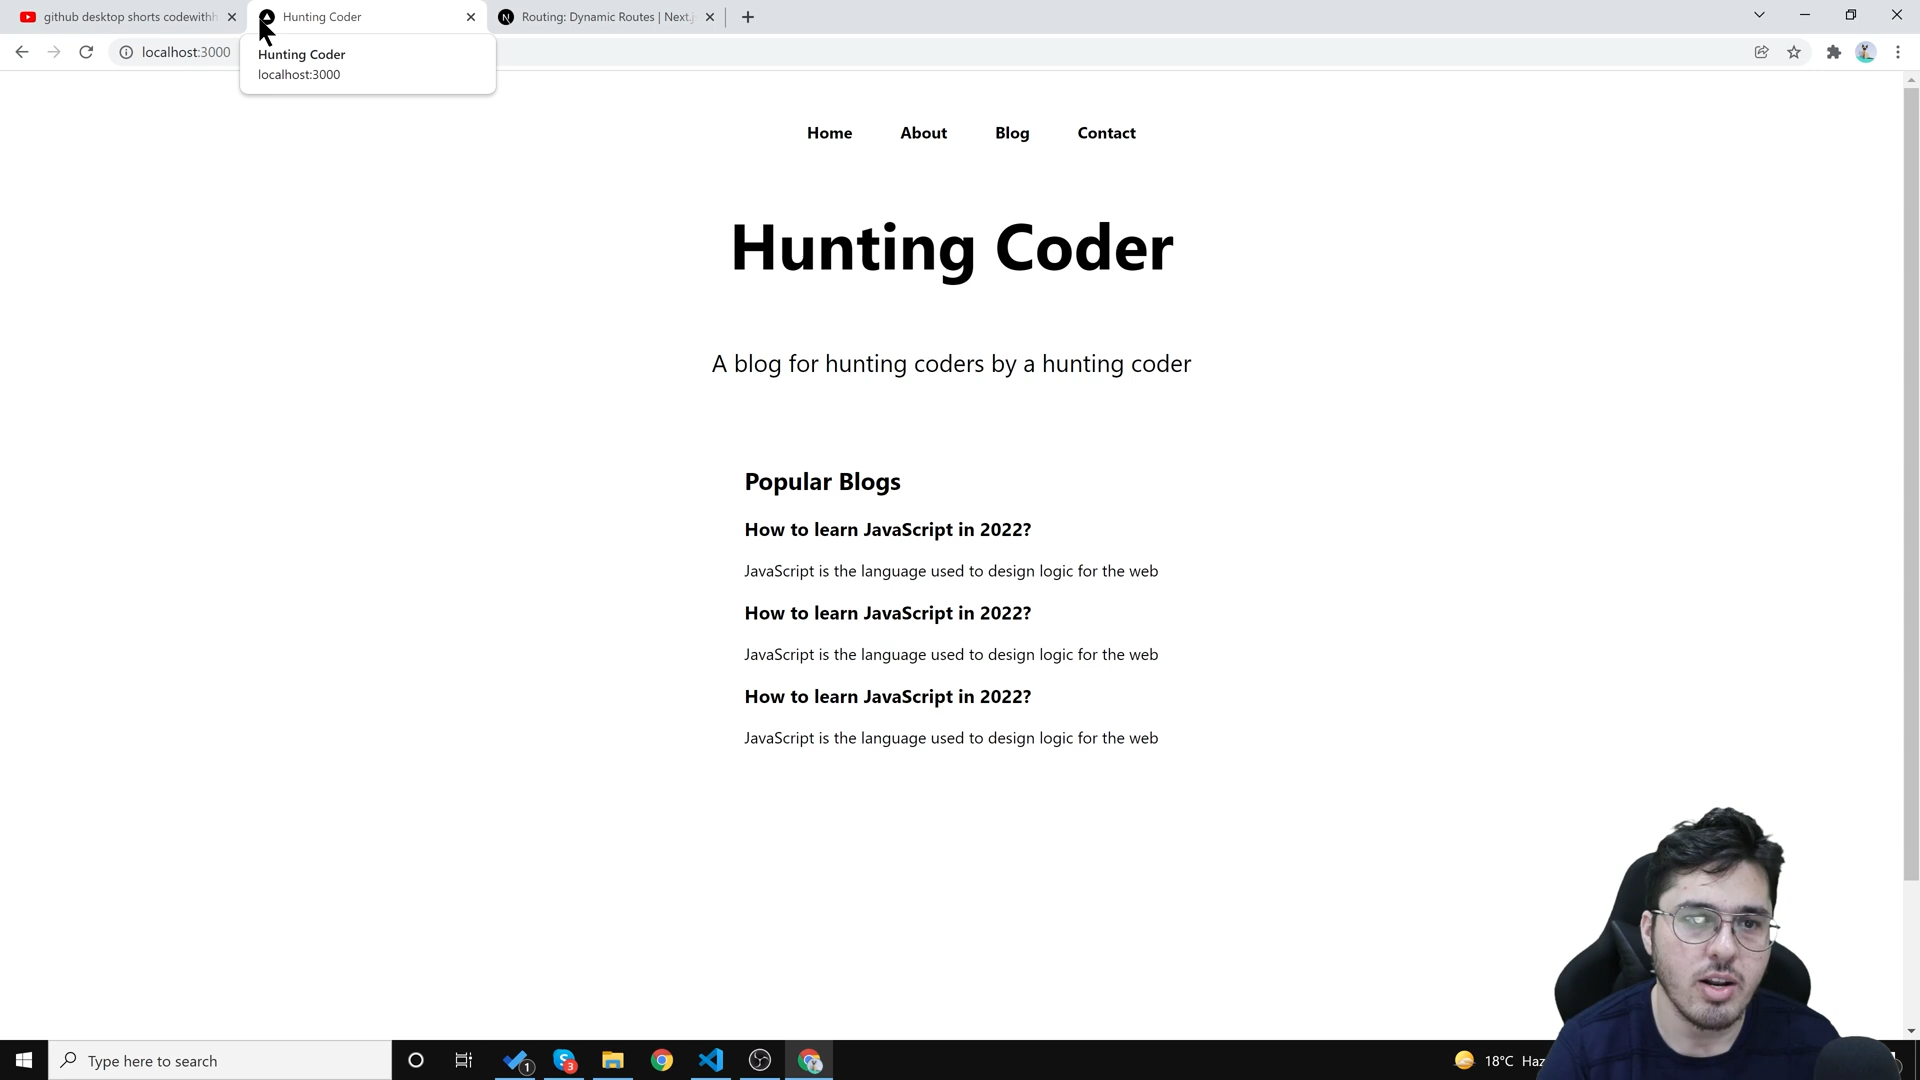 github desktop shorts codewithh
Hunting Coder
Routing: Dynamic Routes | Next.j
localhost:3000
Hunting Coder
localhost:3000
Home About Blog Contact
Hunting Coder
A blog for hunting coders by a hunting coder
Popular Blogs
How to learn JavaScript in 2022?
JavaScript is the language used to design logic for the web
How to learn JavaScript in 2022?
JavaScript is the language used to design logic for the web
How to learn JavaScript in 2022?
JavaScript is the language used to design logic for the web
Type here to search
1
3
18°C Haz